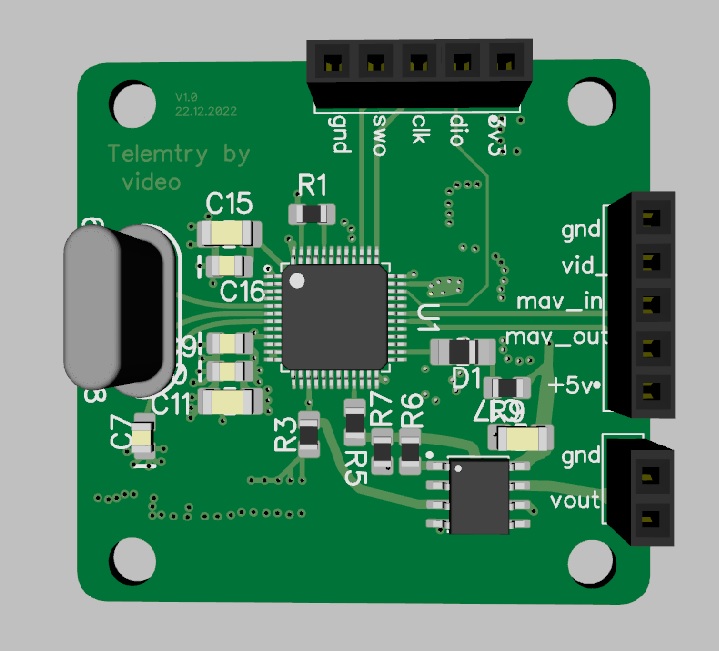 V1.0
22.12.2022
Telemtry by
video
gnd
swo
clk
dio
3v3
R1
C15
C16
gnd
vid_
mav_in
mav_out
+5v
U1
D1
C11
C7
R3
R5
R7
R6
gnd
vout